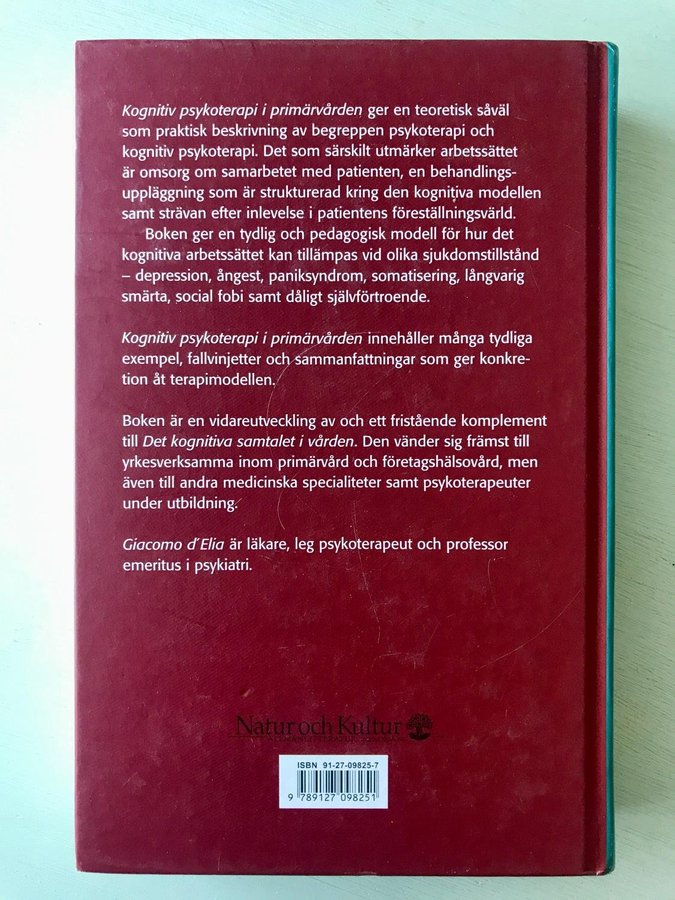 Kognitiv psykoterapi i primärvården ger en teoretisk såväl
som praktisk beskrivning av begreppen psykoterapi och
kognitiv psykoterapi. Det som särskilt utmärker arbetssättet
är omsorg om samarbetet med patienten, en behandlings-
uppläggning som är strukturerad kring den kognitiva modellen
samt strävan efter inlevelse i patientens föreställningsvärld.
Boken ger en tydlig och pedagogisk modell för hur det
kognitiva arbetssättet kan tillämpas vid olika sjukdomstillstånd
– depression, ångest, paniksyndrom, somatisering, långvarig
smärta, social fobi samt dåligt självförtroende.
Kognitiv psykoterapi i primärvården innehåller många tydliga
exempel, fallvinjetter och sammanfattningar som ger konkre-
tion åt terapimodellen.
Boken är en vidareutveckling av och ett fristående komplement
till Det kognitiva samtalet i vården. Den vänder sig främst till
yrkesverksamma inom primärvård och företagshälsovård, men
även till andra medicinska specialiteter samt psykoterapeuter
under utbildning.
Giacomo d´Elia är läkare, leg psykoterapeut och professor
emeritus i psykiatri.
Natur och Kultur
ISBN 91-27-09825-7
9 789127 098251